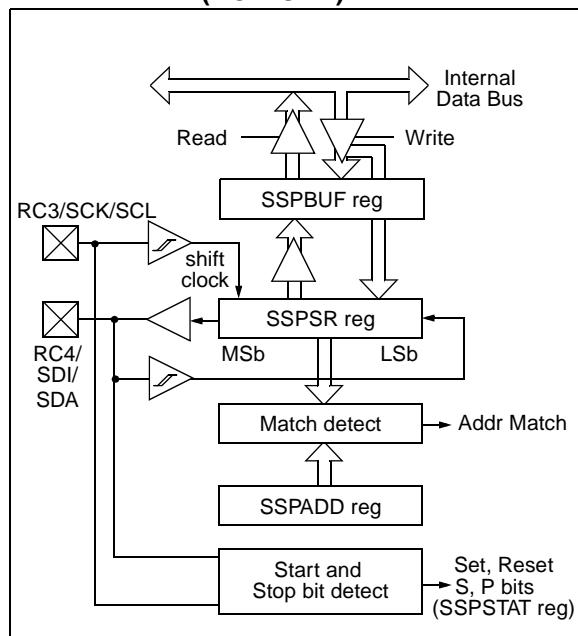 Internal
Data Bus
Read
Write
SSPBUF reg
RC3/SCK/SCL
shift
clock
SSPSR reg
MSb
LSb
RC4/
SDI/
SDA
Match detect
Addr Match
SSPADD reg
Start and
Stop bit detect
Set, Reset
S, P bits
(SSPSTAT reg)